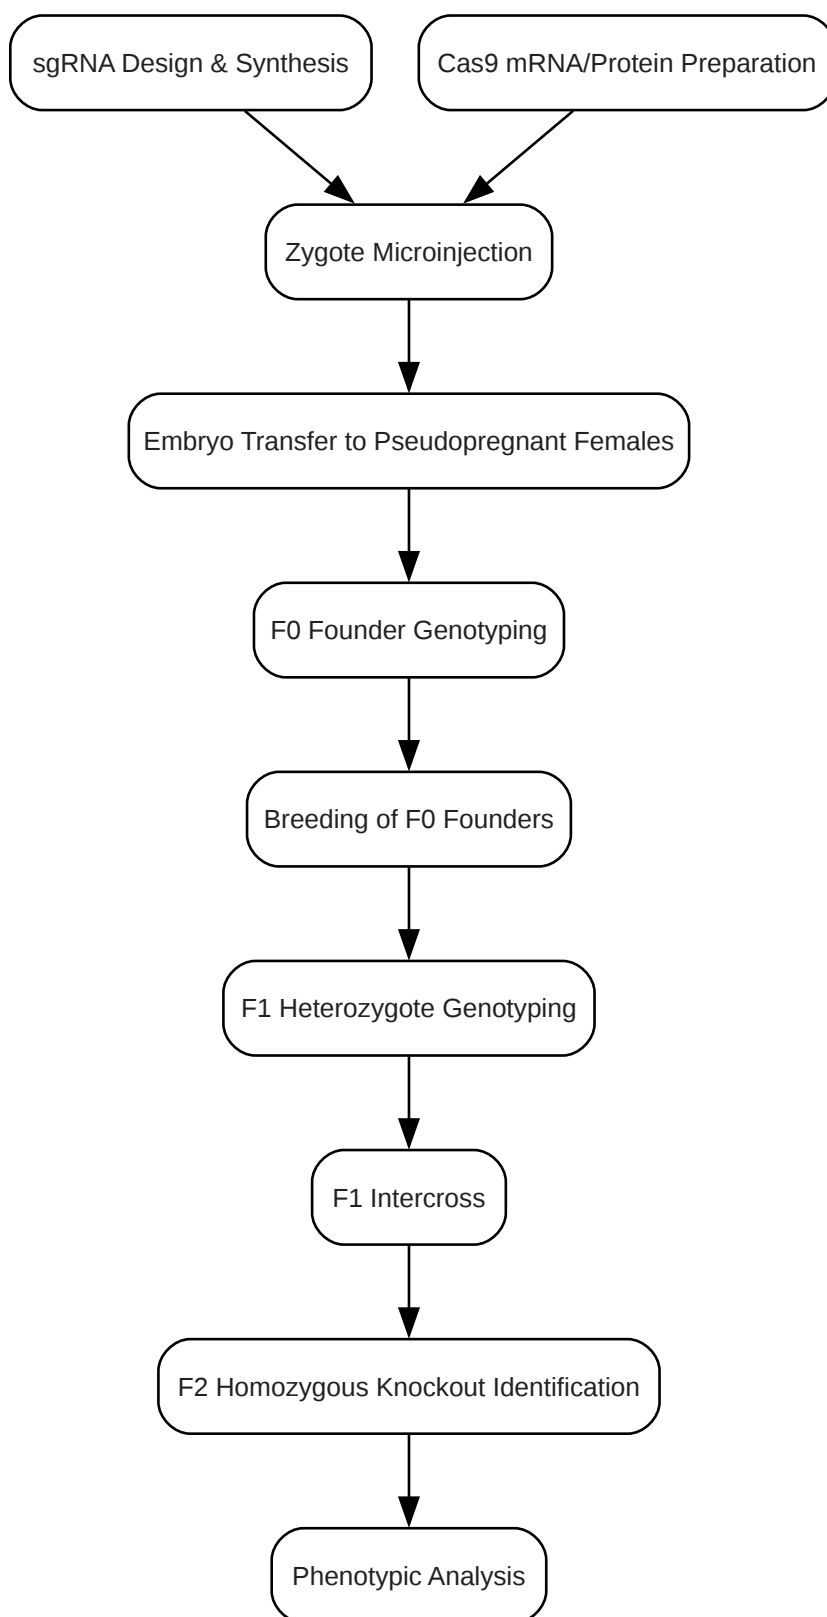 sgRNA Design & Synthesis
Cas9 mRNA/Protein Preparation
Zygote Microinjection
Embryo Transfer to Pseudopregnant Females
F0 Founder Genotyping
Breeding of F0 Founders
F1 Heterozygote Genotyping
F1 Intercross
F2 Homozygous Knockout Identification
Phenotypic Analysis